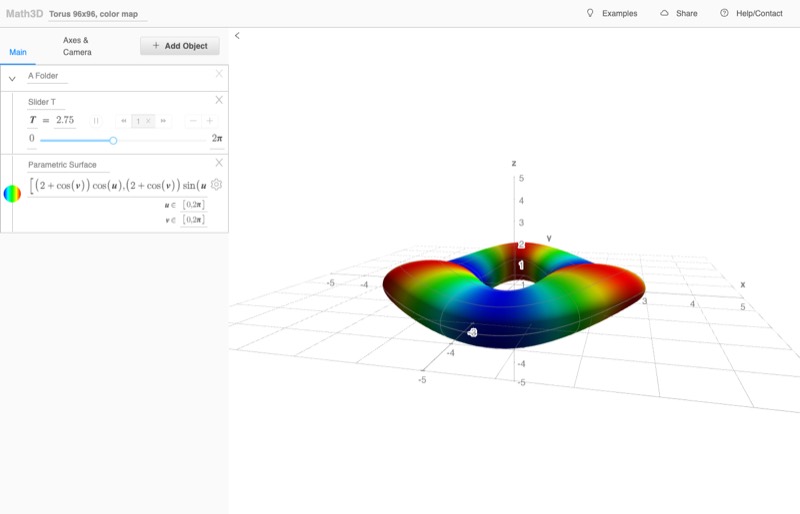 Math3D Torus 96x96, color map
Examples Share Help/Contact
Main Axes & Camera + Add Object
A Folder X
Slider T X
T = 2.75 1 X
0 2π
Parametric Surface X
[(2 + cos(v)) cos(u),(2 + cos(v)) sin(u
u ∈ [0,2π]
v ∈ [0,2π]
z
5
4
3
2
y
1
-5 -4 1 x
3 4 5
-3
-4 -4
-5 -5